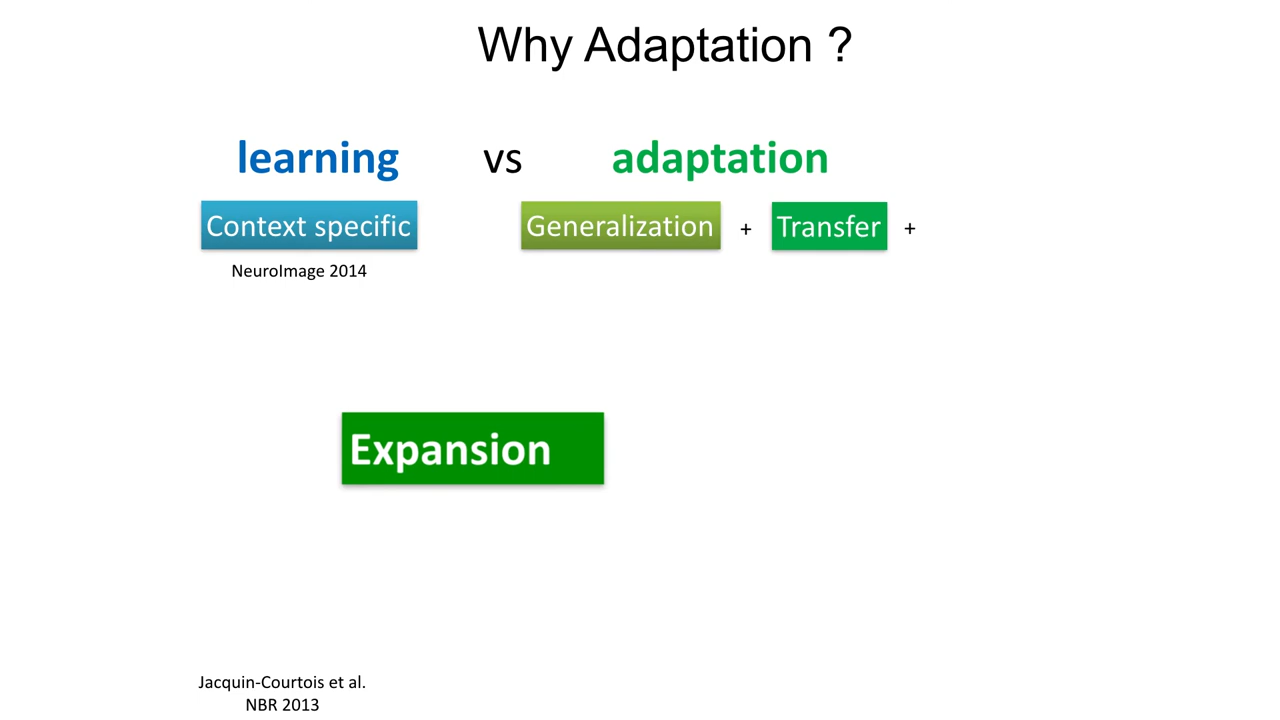 Why Adaptation ?
learning vs adaptation
Context specific Generalization + Transfer +
NeuroImage 2014
Expansion
Jacquin-Courtois et al.
NBR 2013